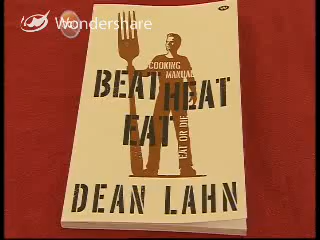 Wondershare
COOKING
MANUAL
BEAT
HEAT
EAT
EAT OR DIE
DEAN LAHN